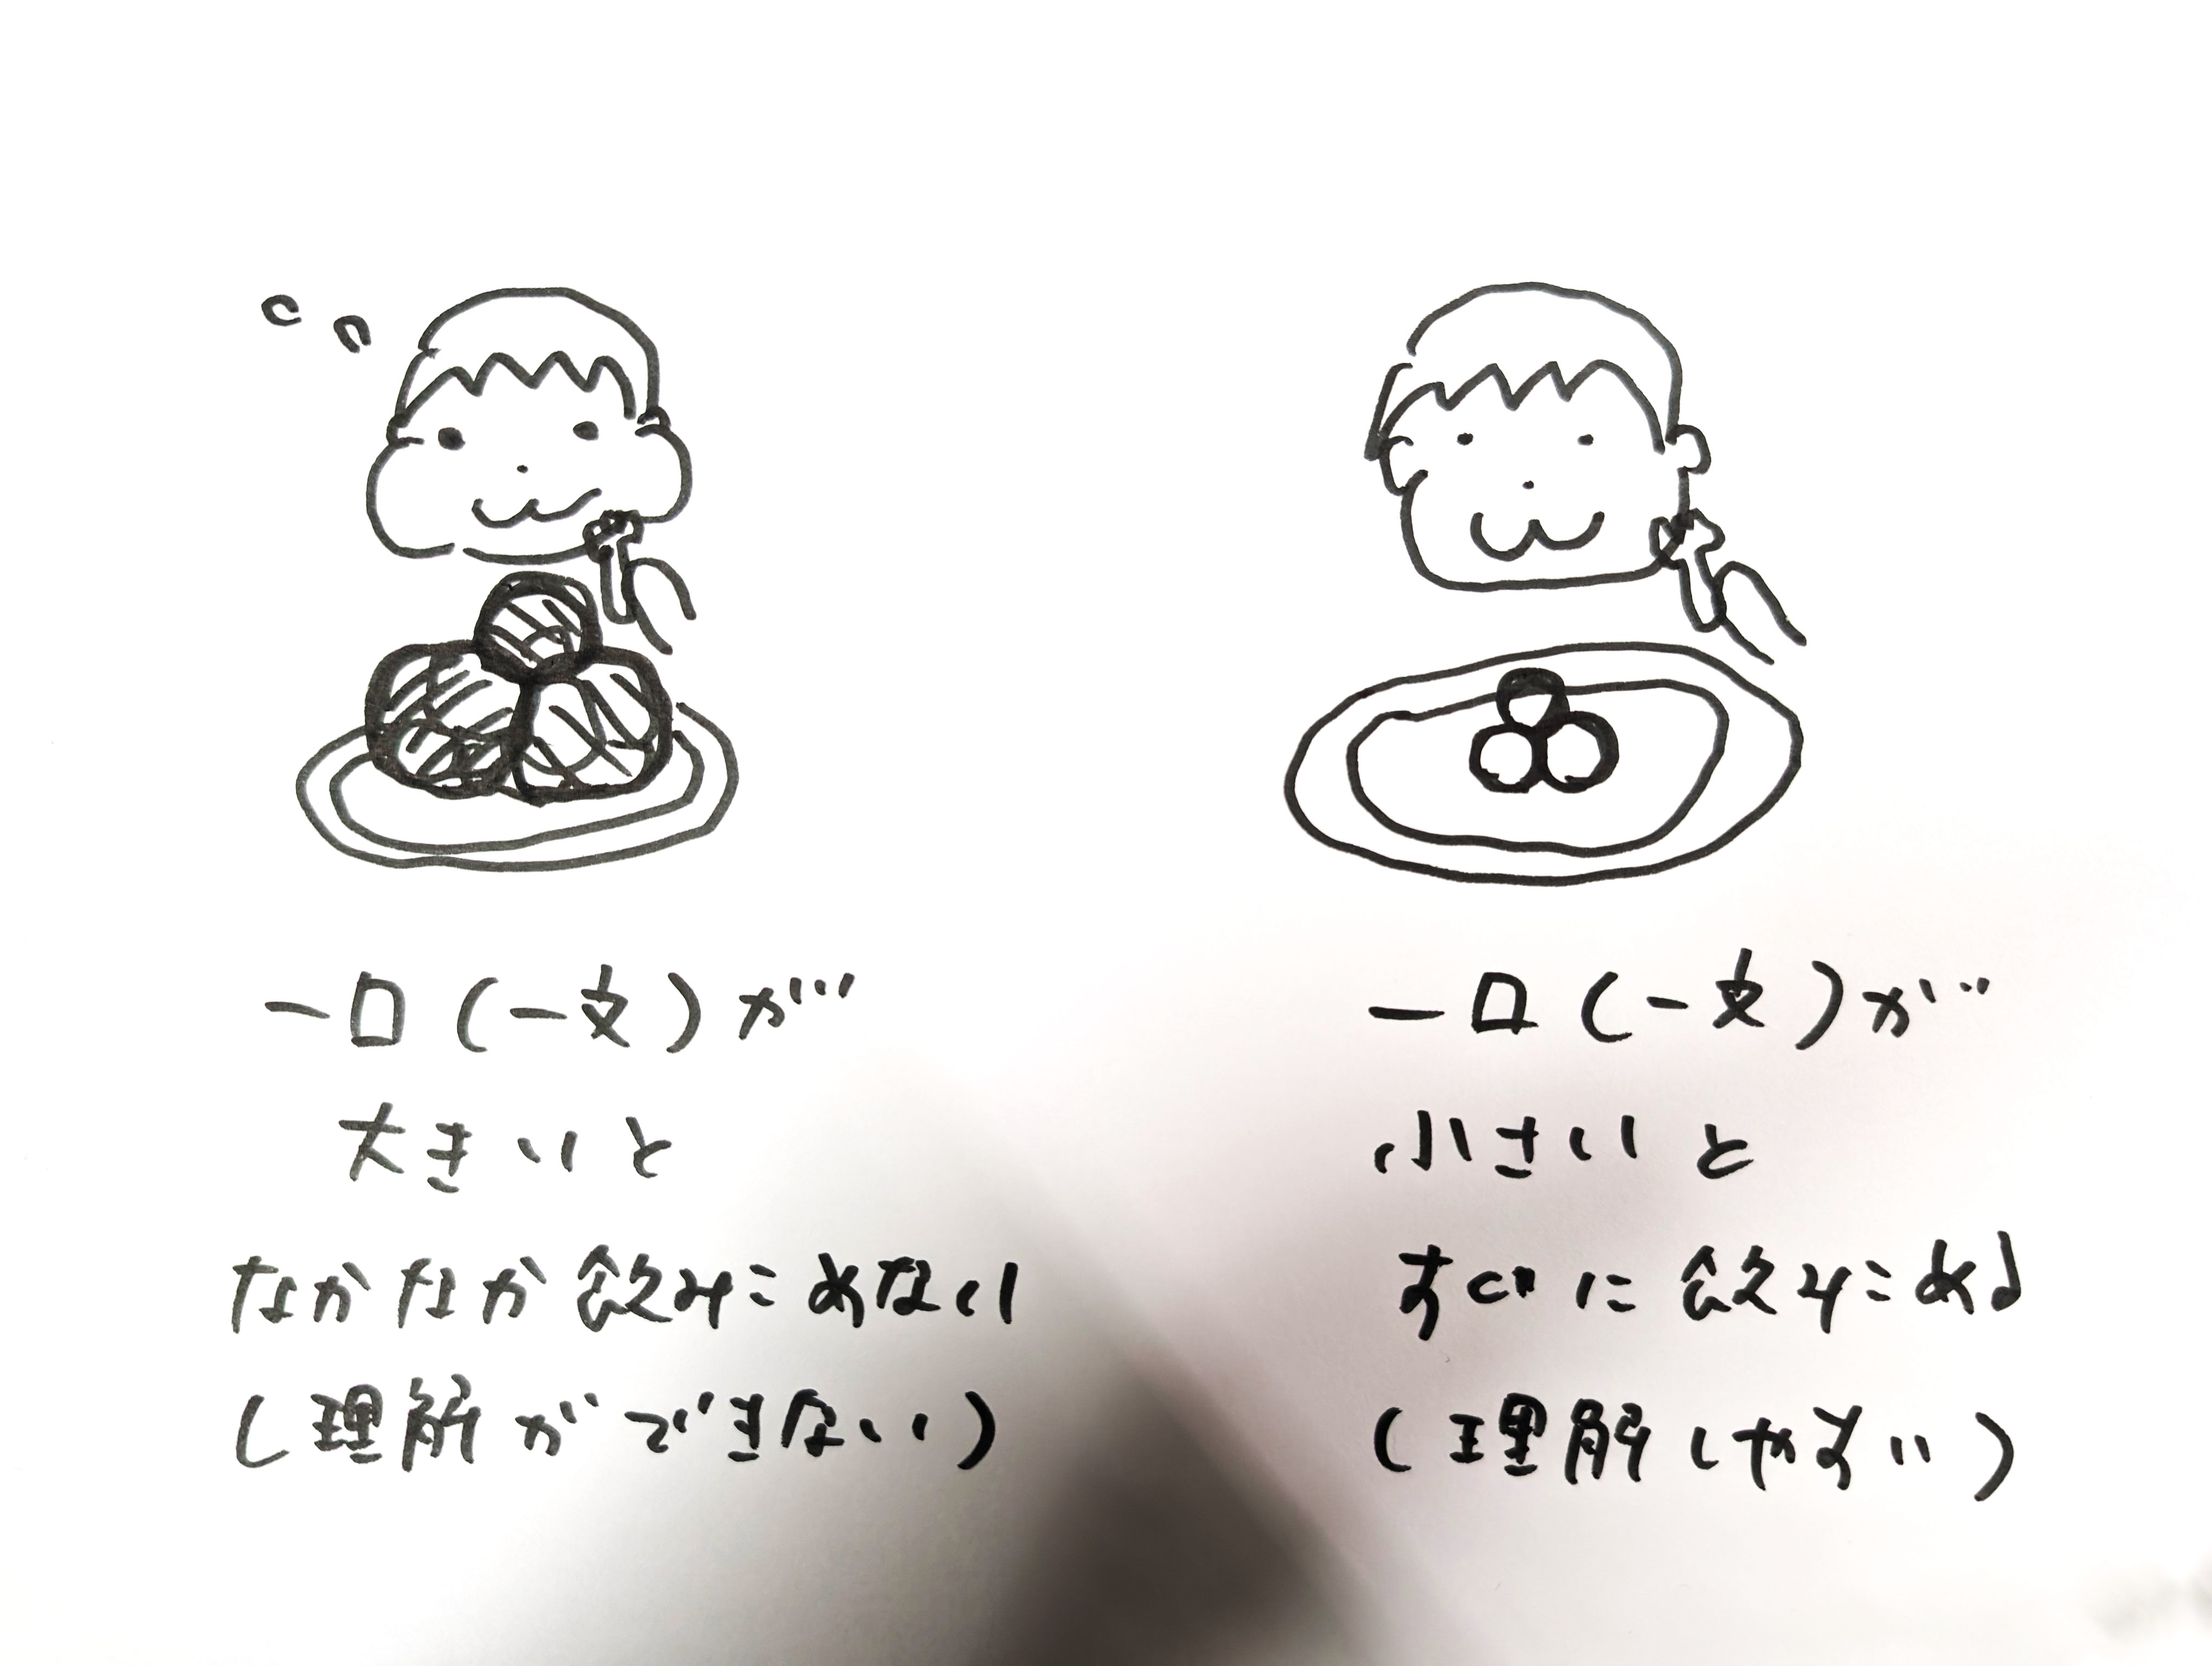 一口(一文)が
大きいと
なかなか飲みこめない
(理解ができない)
一口(一文)が
小さいと
すぐに飲みこめる
(理解しやすい)